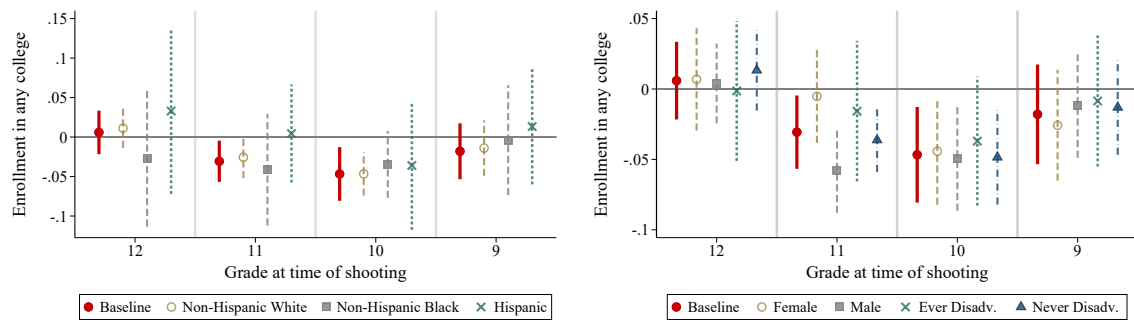 Enrollment in any college
.15
.1
.05
0
-.05
-.1
12
11
10
9
Grade at time of shooting
Baseline
Non-Hispanic White
Non-Hispanic Black
Hispanic
Enrollment in any college
.05
0
-.05
-.1
12
11
10
9
Grade at time of shooting
Baseline
Female
Male
Ever Disadv.
Never Disadv.